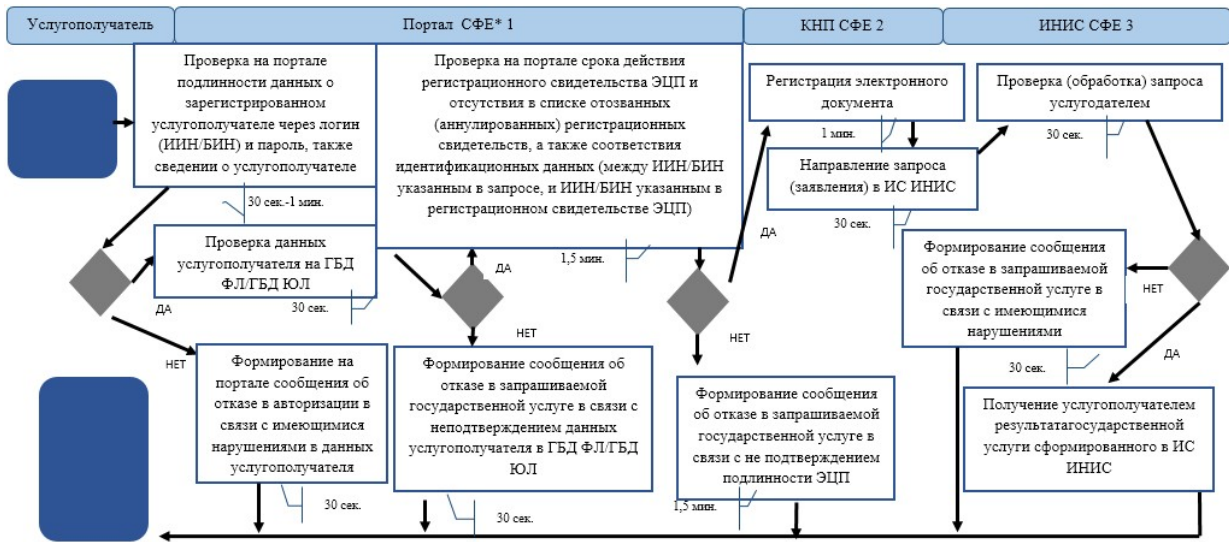 Услугополучатель
Портал СФЕ* 1
КНП СФЕ 2
ИНИС СФЕ 3
Проверка на портале
подлинности данных о
зарегистрированном
услугополучателе через логин
(ИИН/БИН) и пароль, также
сведении о услугополучателе
30 сек.-1 мин.
Проверка на портале срока действия
регистрационного свидетельства ЭЦП и
отсутствия в списке отозванных
(аннулированных) регистрационных
свидетельств, а также соответствия
идентификационных данных (между ИИН/БИН
указанным в запросе, и ИИН/БИН указанным в
регистрационном свидетельстве ЭЦП)
1,5 мин.
Регистрация электронного
документа
1 мин.
Проверка (обработка) запроса
услугодателем
30 сек.
Направление запроса
(заявления) в ИС ИНИС
30 сек.
Проверка данных
услугополучателя на ГБД
ФЛ/ГБД ЮЛ
30 сек.
ДА
НЕТ
ДА
НЕТ
ДА
НЕТ
Формирование сообщения
об отказе в запрашиваемой
государственной услуге в
связи с имеющимися
нарушениями
30 сек.
НЕТ
ДА
Формирование на
портале сообщения об
отказе в авторизации в
связи с имеющимися
нарушениями в данных
услугополучателя
30 сек.
Формирование сообщения об
отказе в запрашиваемой
государственной услуге в связи с
неподтверждением данных
услугополучателя в ГБД ФЛ/ГБД
ЮЛ
30 сек.
Формирование сообщения
об отказе в запрашиваемой
государственной услуге в
связи с не подтверждением
подлинности ЭЦП
1,5 мин.
Получение услугополучателем
результатагосударственной
услуги сформированного в ИС
ИНИС